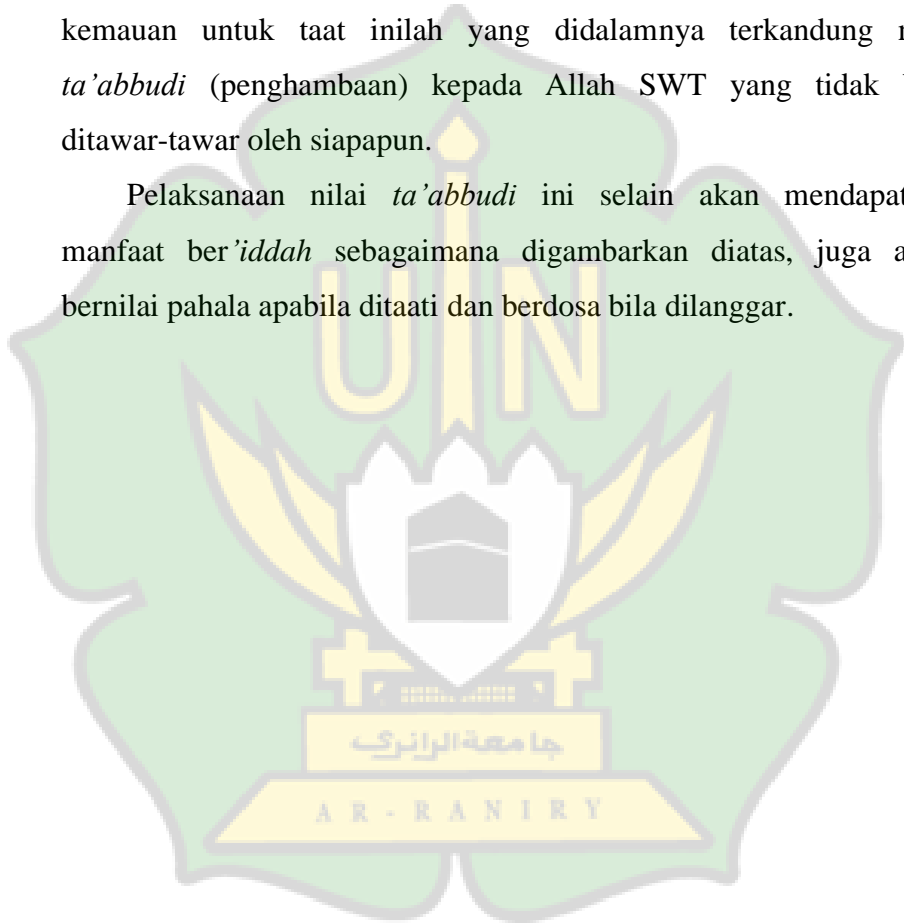 kemauan untuk taat inilah yang didalamnya terkandung
ta’abbudi (penghambaan) kepada Allah SWT yang tidak
ditawar-tawar oleh siapapun.
Pelaksanaan nilai ta’abbudi ini selain akan mendapat
manfaat ber’iddah sebagaimana digambarkan diatas, juga
bernilai pahala apabila ditaati dan berdosa bila dilanggar.
UIN
جامعة الرانري
AR-RANIRY